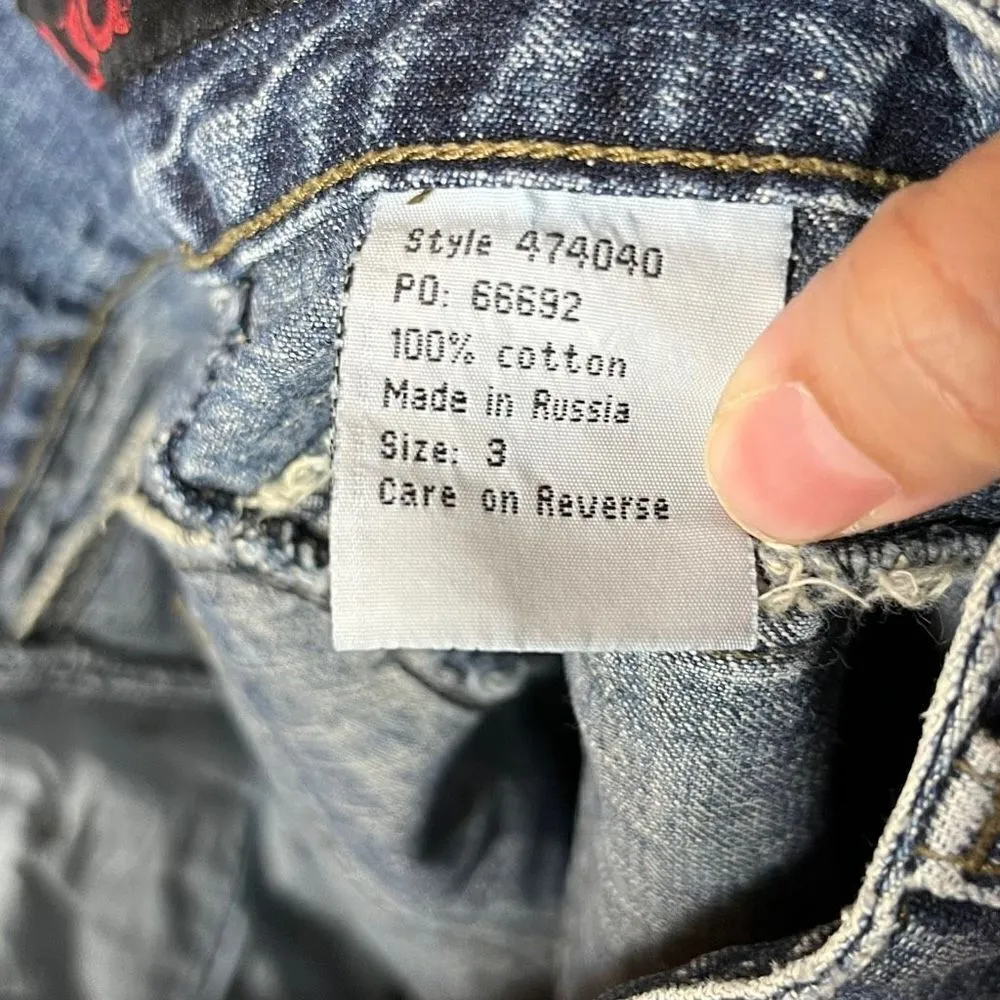 Style 474040
PO: 66692
100% cotton
Made in Russia
Size: 3
Care on Reverse